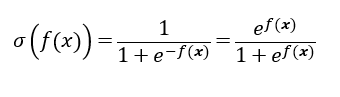 σ(f(x)) = 1 / (1 + e^{-f(x)}) = e^{f(x)} / (1 + e^{f(x)})